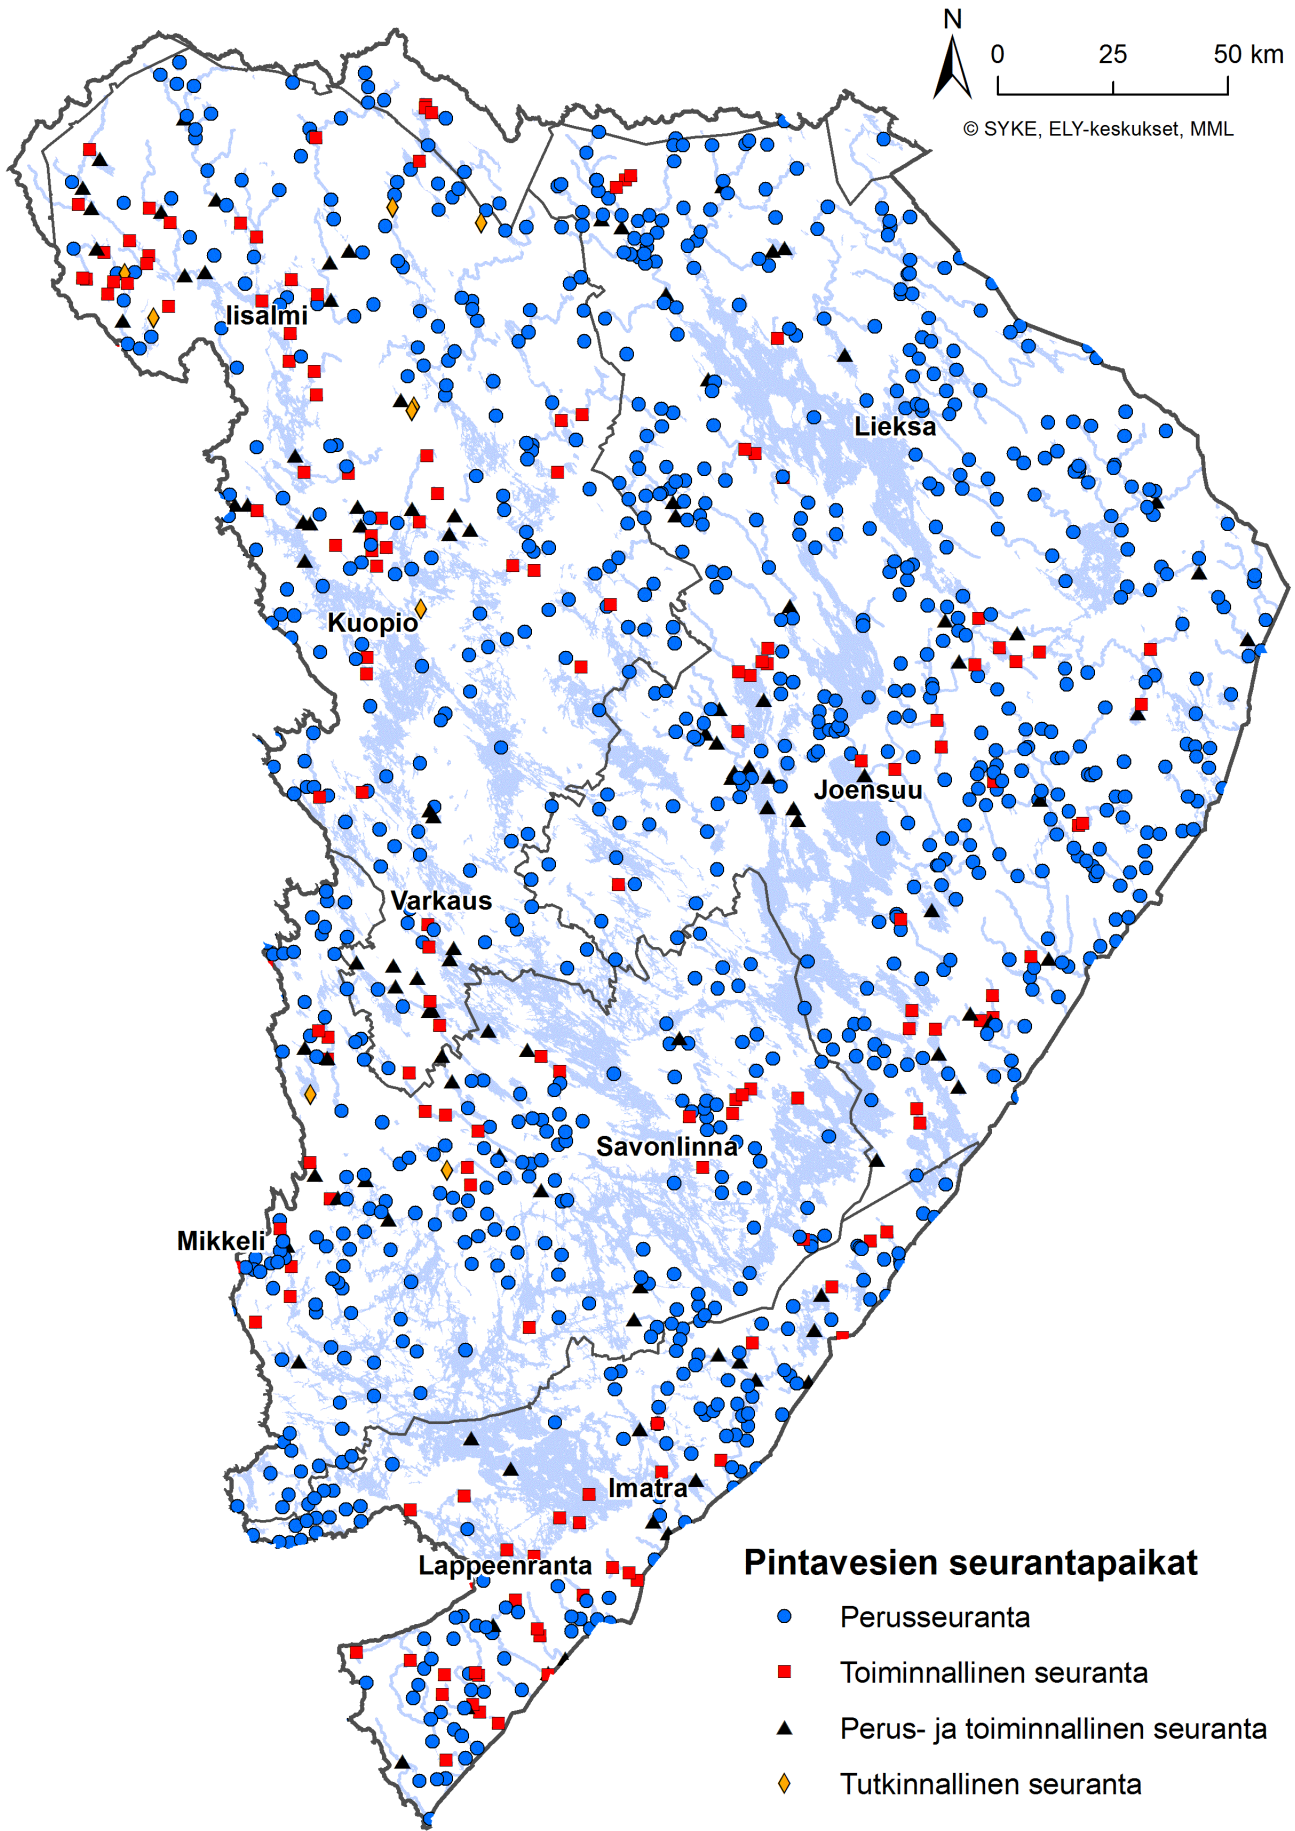 N
0 25 50 km
© SYKE, ELY-keskukset, MML
Iisalmi
Lieksa
Kuopio
Joensuu
Varkaus
Savonlinna
Mikkeli
Imatra
Lappeenranta
Pintavesien seurantapaikat
Perusseuranta
Toiminnallinen seuranta
Perus- ja toiminnallinen seuranta
Tutkinnallinen seuranta